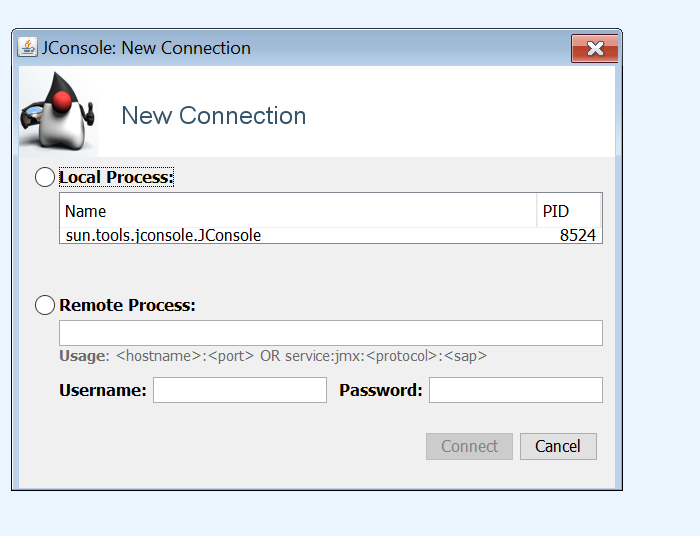 JConsole: New Connection
New Connection
Local Process:
Name PID
sun.tools.jconsole.JConsole 8524
Remote Process:
Usage: <hostname>:<port> OR service:jmx:<protocol>:<sap>
Username: Password:
Connect Cancel